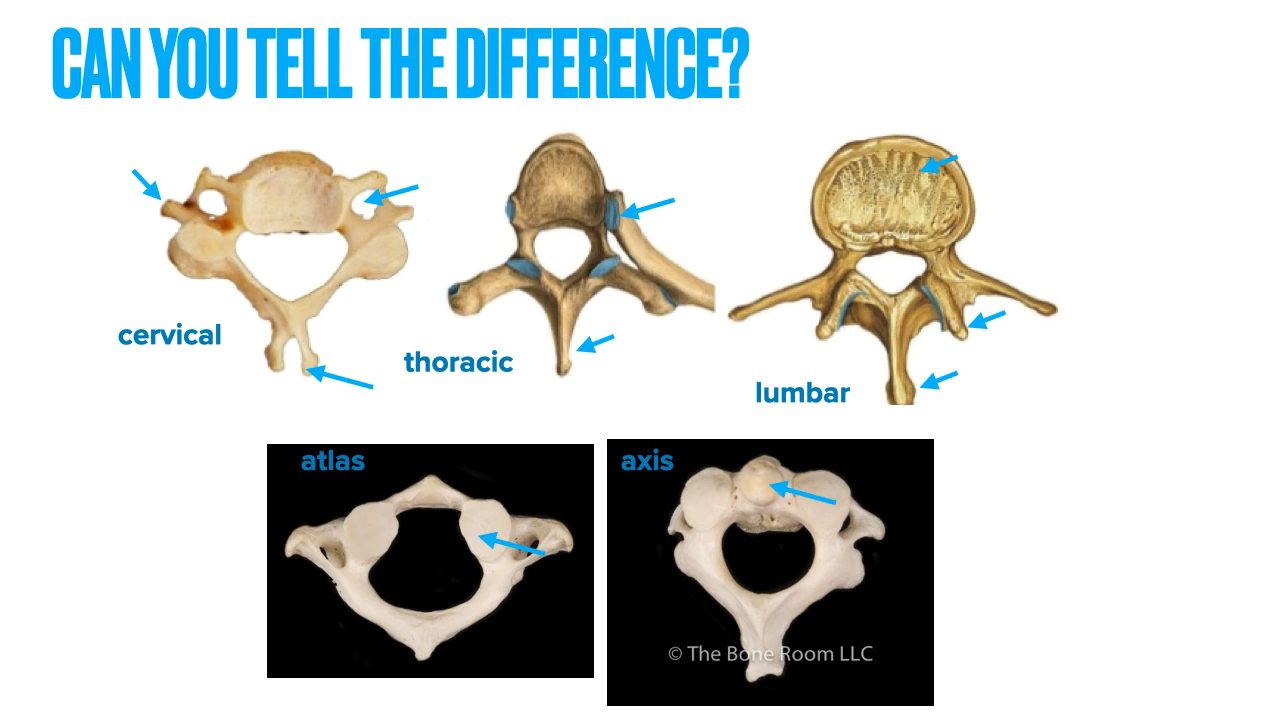 CAN YOU TELL THE DIFFERENCE?
cervical
thoracic
lumbar
atlas
axis
© The Bone Room LLC